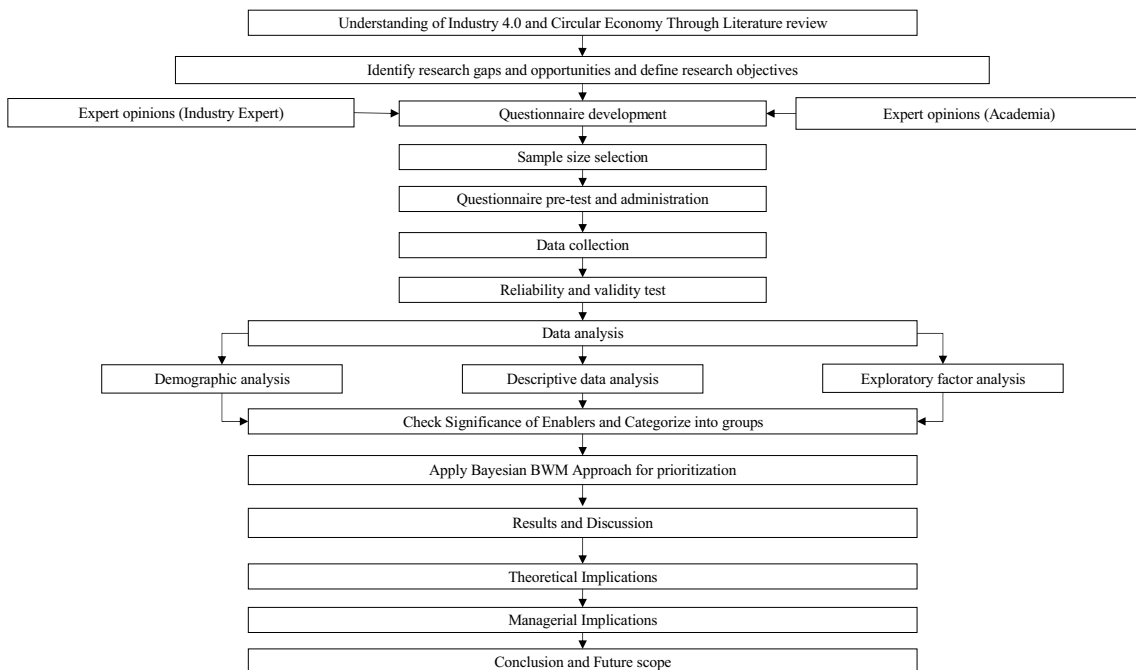 Understanding of Industry 4.0 and Circular Economy Through Literature review
Identify research gaps and opportunities and define research objectives
Expert opinions (Industry Expert)
Questionnaire development
Expert opinions (Academia)
Sample size selection
Questionnaire pre-test and administration
Data collection
Reliability and validity test
Data analysis
Demographic analysis
Descriptive data analysis
Exploratory factor analysis
Check Significance of Enablers and Categorize into groups
Apply Bayesian BWM Approach for prioritization
Results and Discussion
Theoretical Implications
Managerial Implications
Conclusion and Future scope